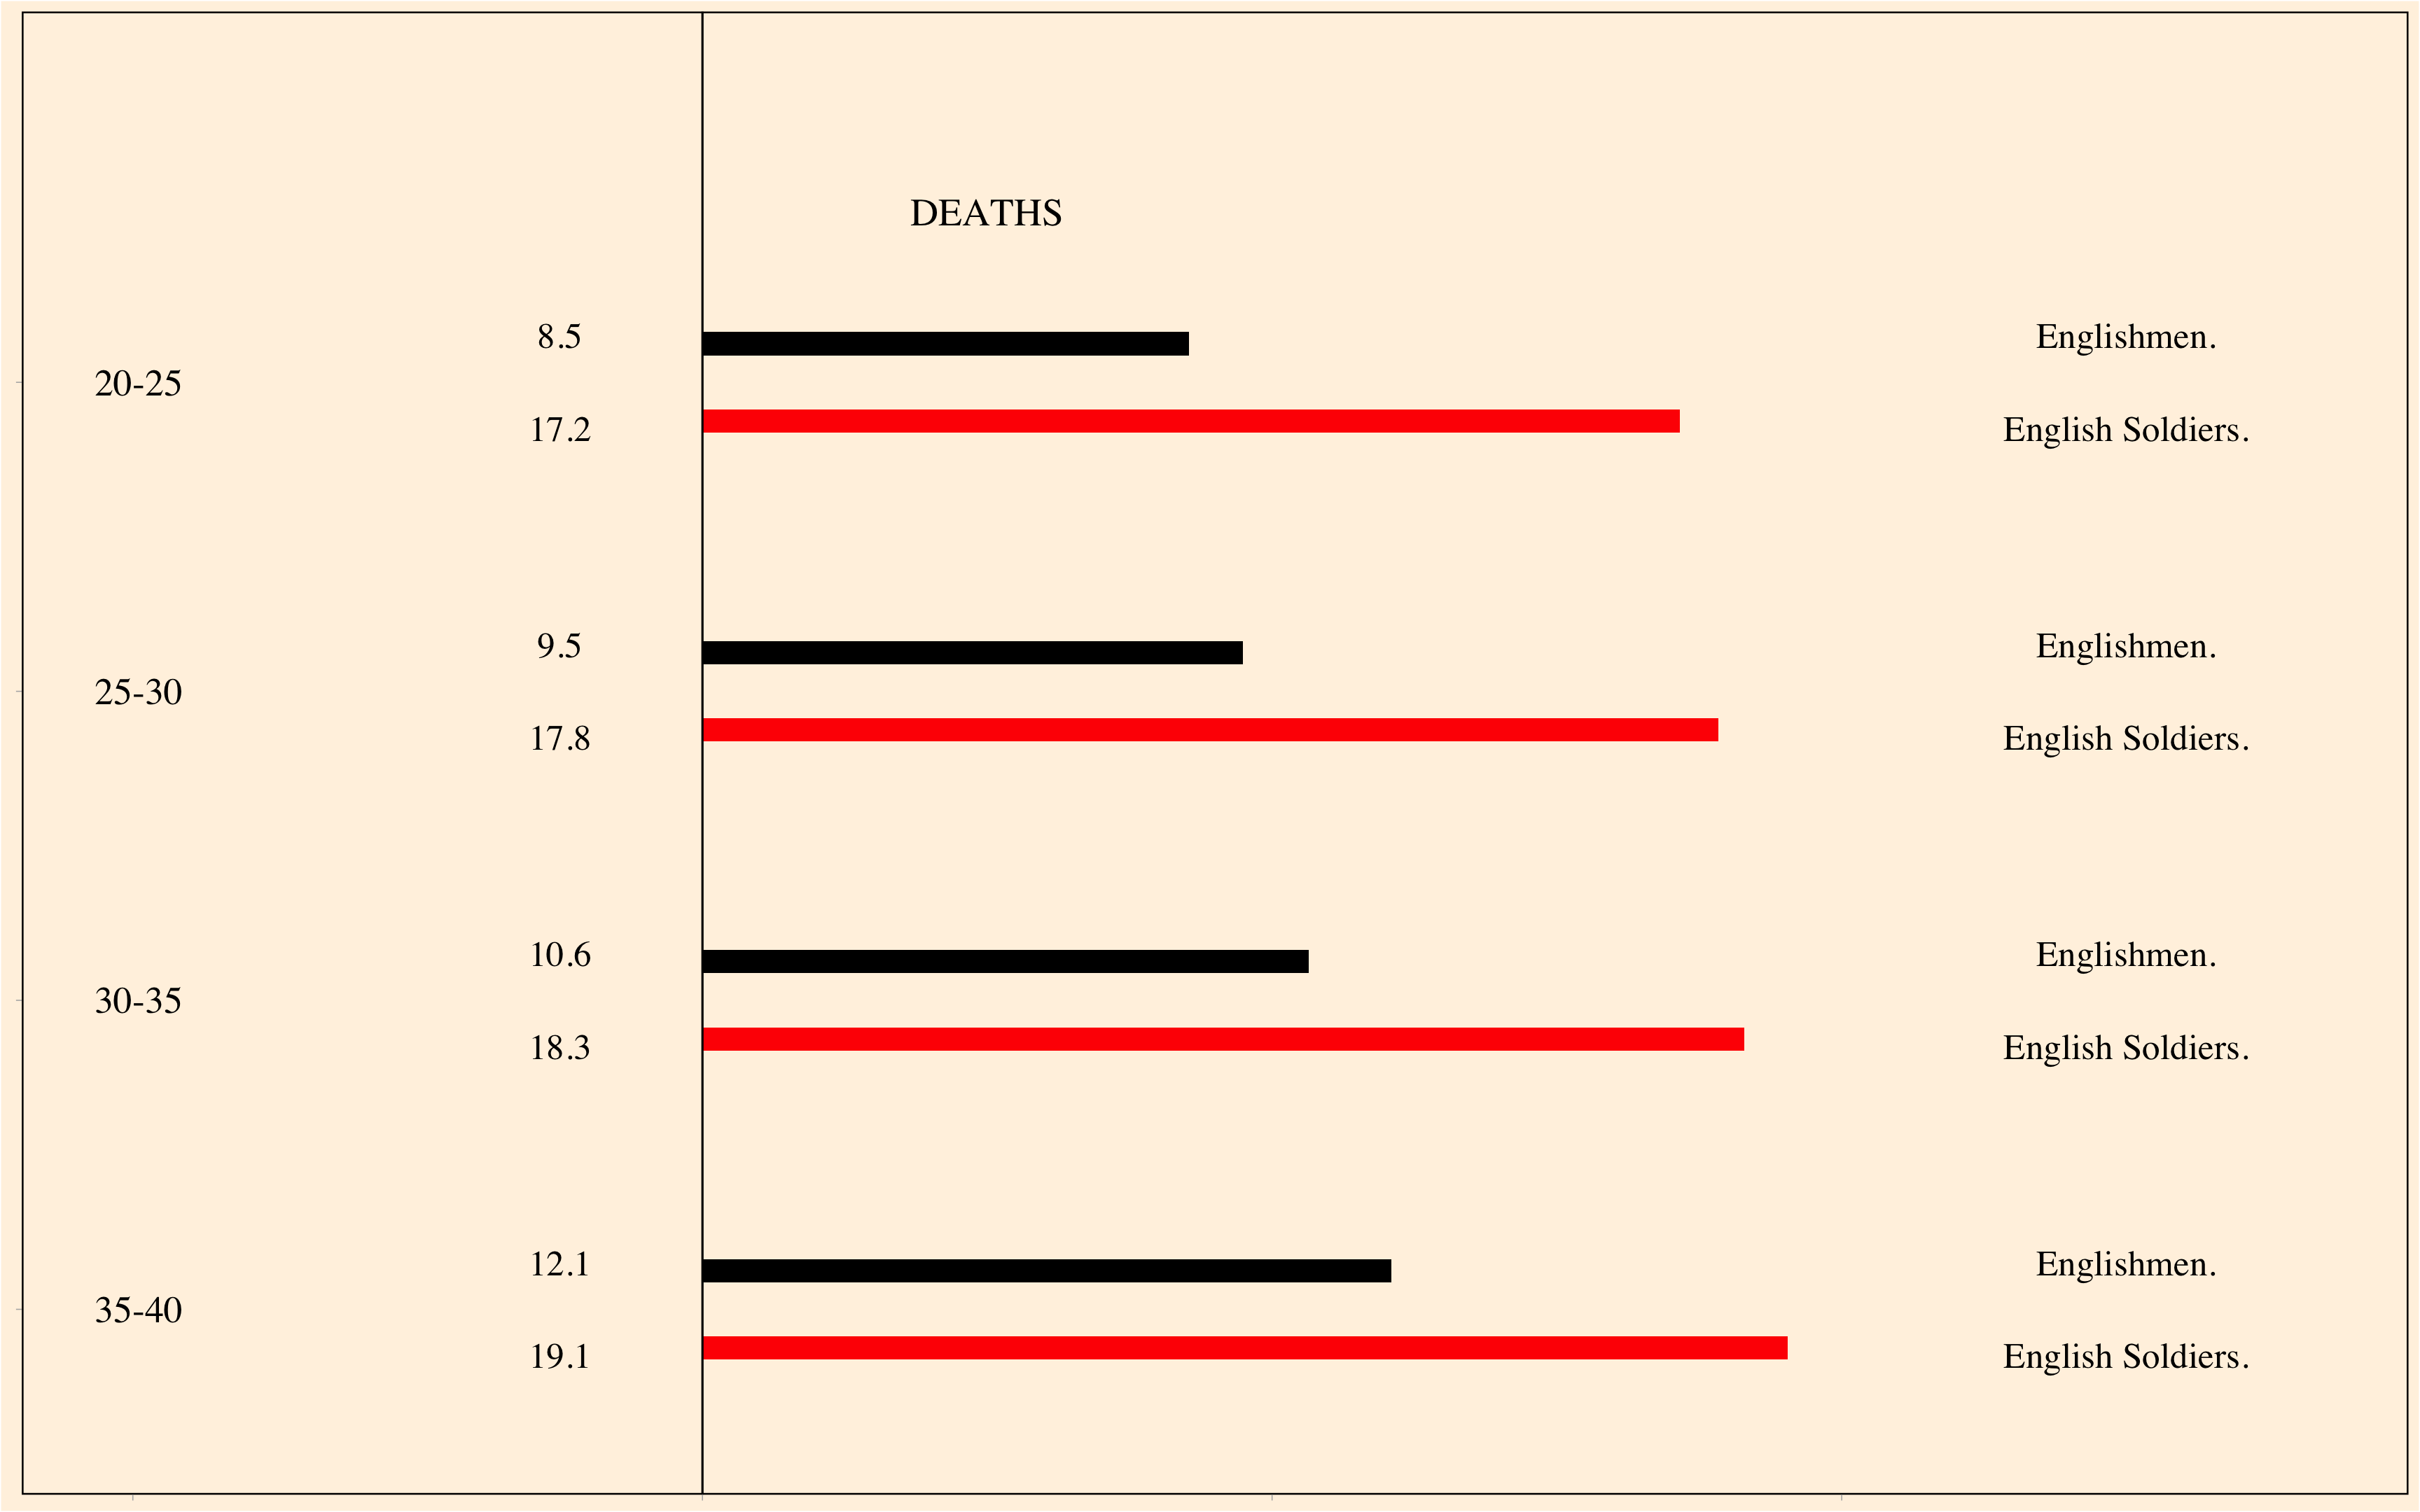 DEATHS
8.5 Englishmen.
20-25
17.2 English Soldiers.
9.5 Englishmen.
25-30
17.8 English Soldiers.
10.6 Englishmen.
30-35
18.3 English Soldiers.
12.1 Englishmen.
35-40
19.1 English Soldiers.